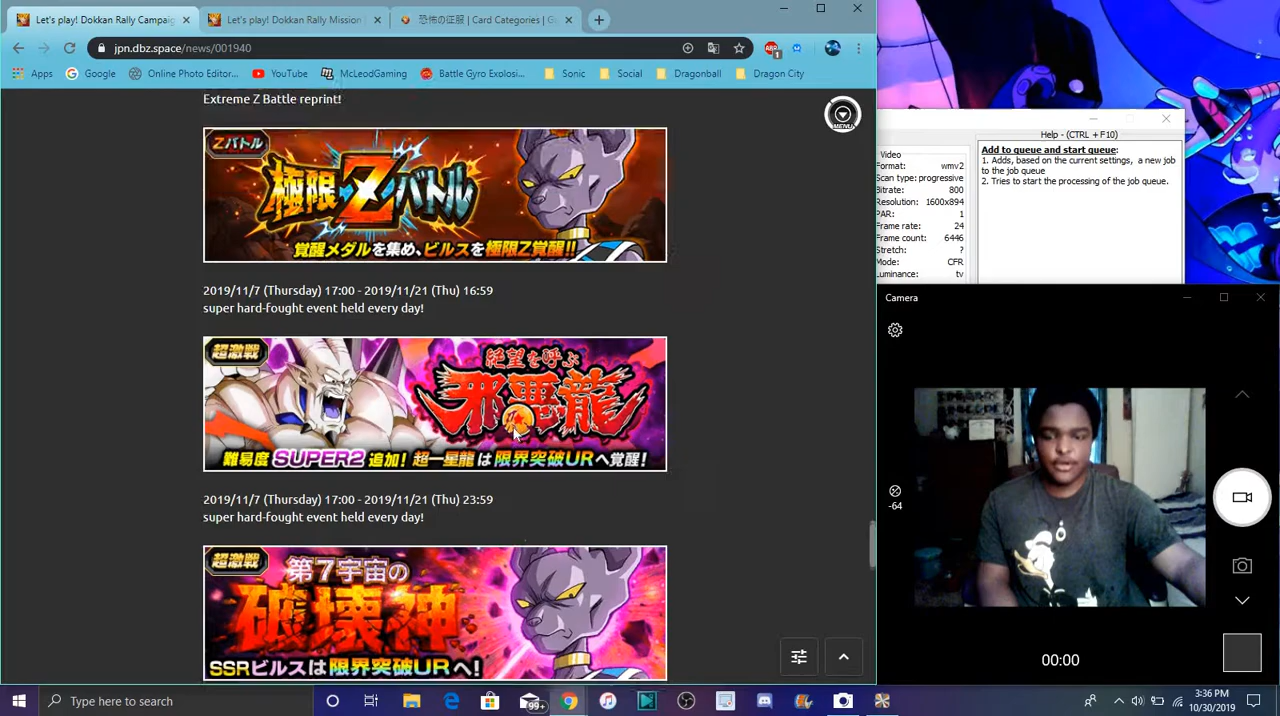 Let's play! Dokkan Rally Campaig
Let's play! Dokkan Rally Mission
恐怖の征服 | Card Categories | G
jpn.dbz.space/news/001940
Apps
Google
Online Photo Editor...
YouTube
McLeodGaming
Battle Gyro Explosi...
Sonic
Social
Dragonball
Dragon City
ABP
1
Extreme Z Battle reprint!
MENU
Zバトル
極限Zバトル
覚醒メダルを集め、ビルスを極限Z覚醒!!
2019/11/7 (Thursday) 17:00 - 2019/11/21 (Thu) 16:59
super hard-fought event held every day!
超激戦
絶望を呼ぶ
邪悪龍
難易度 SUPER2 追加! 超一星龍は限界突破URへ覚醒!
2019/11/7 (Thursday) 17:00 - 2019/11/21 (Thu) 23:59
super hard-fought event held every day!
超激戦
第7宇宙の
破壊神
SSRビルスは限界突破URへ!
Help - (CTRL + F10)
Video
Format: wmv2
Scan type: progressive
Bitrate: 800
Resolution: 1600x894
PAR: 1
Frame rate: 24
Frame count: 6446
Stretch: ?
Mode: CFR
Luminance: tv
Add to queue and start queue:
1. Adds, based on the current settings, a new job
to the job queue
2. Tries to start the processing of the job queue.
Camera
-64
00:00
Type here to search
99+
3:36 PM
10/30/2019